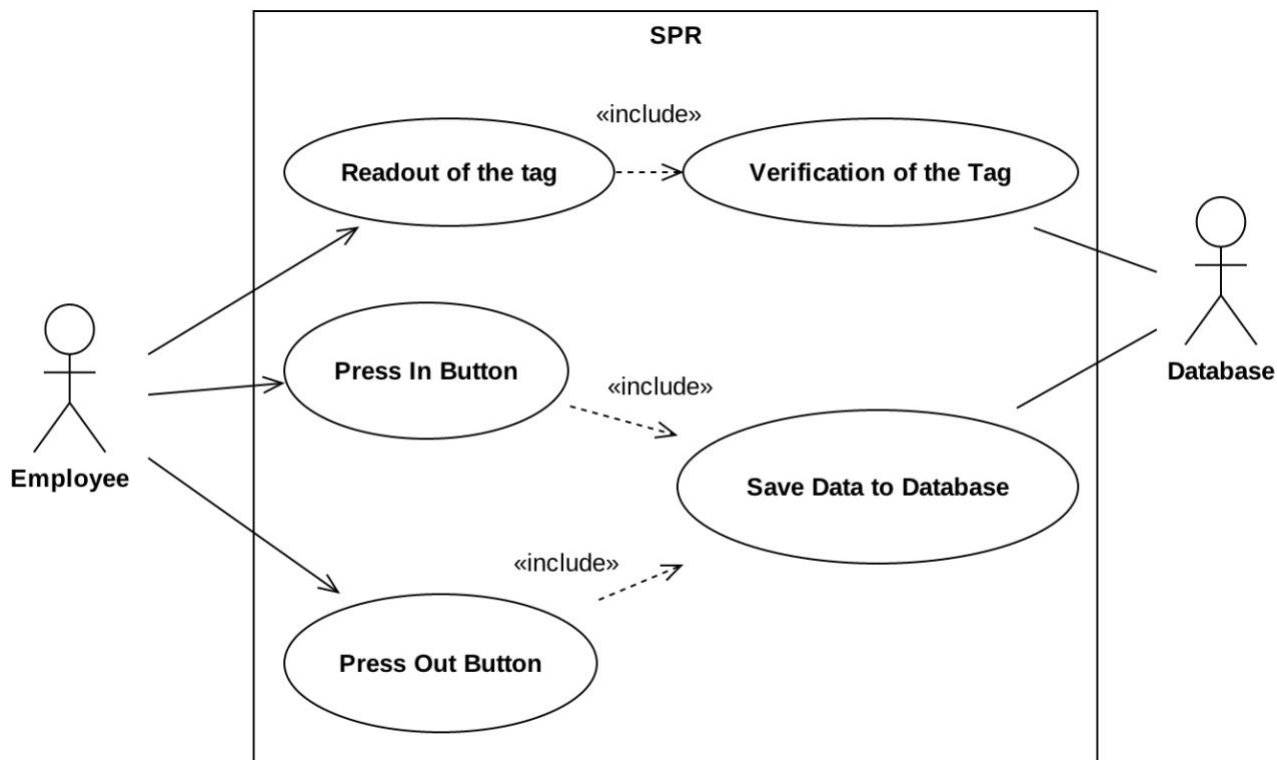 SPR
«include»
Readout of the tag
Verification of the Tag
Press In Button
«include»
Database
Employee
Save Data to Database
«include»
Press Out Button